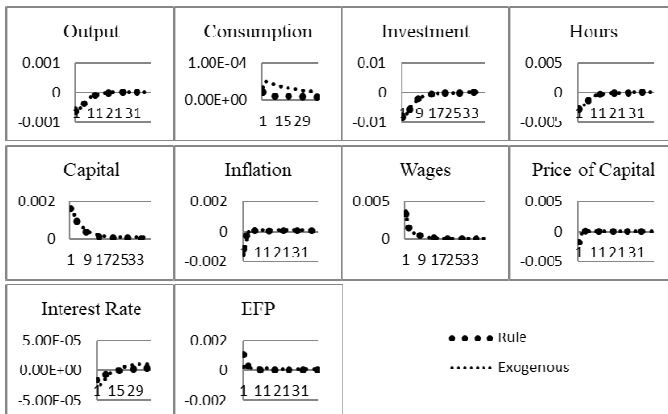 Output
0.001
0
-0.001
1 11 21 31
Consumption
1.00E-04
0.00E+00
1 15 29
Investment
0.01
0
-0.01
1 9 17 25 33
Hours
0.005
0
-0.005
1 11 21 31
Capital
0.002
0
1 9 17 25 33
Inflation
0.002
0
-0.002
1 11 21 31
Wages
0.005
0
1 9 17 25 33
Price of Capital
0.005
0
-0.005
1 11 21 31
Interest Rate
5.00E-05
0.00E+00
-5.00E-05
1 15 29
EFP
0.002
0
-0.002
1 11 21 31
Rule
Exogenous